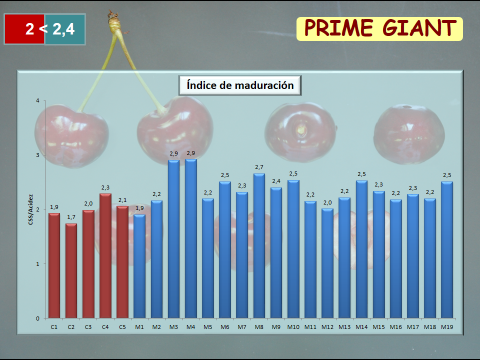 2 < 2,4
PRIME GIANT
Índice de maduración
CSS/Acidez
4
3
2
1
0
1,9 1,7 2,0 2,3 2,1 1,9 2,2 2,9 2,9 2,2 2,5 2,3 2,7 2,4 2,5 2,2 2,0 2,2 2,5 2,3 2,2 2,3 2,2 2,5
C1 C2 C3 C4 C5 M1 M2 M3 M4 M5 M6 M7 M8 M9 M10 M11 M12 M13 M14 M15 M16 M17 M18 M19